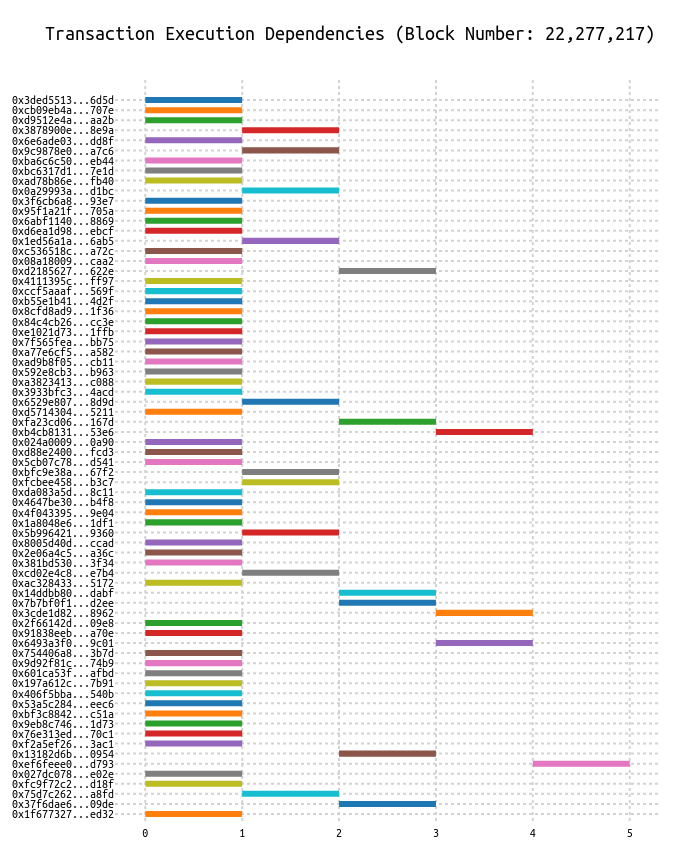 Transaction Execution Dependencies (Block Number: 22,277,217)
0x3ded5513...6d5d
0xcb09eb4a...707e
0xd9512e4a...aa2b
0x3878900e...8e9a
0x6e6ade03...dd8f
0x9c9878e0...a7c6
0xba6c6c50...eb44
0xbc6317d1...7e1d
0xad78b86e...fb40
0x0a29993a...d1bc
0x3f6cb6a8...93e7
0x95f1a21f...705a
0x6abf1140...8869
0xd6ea1d98...ebcf
0x1ed56a1a...6ab5
0xc536518c...a72c
0x08a18009...caa2
0xd2185627...622e
0x4111395c...ff97
0xccf5aaaf...569f
0xb55e1b41...4d2f
0x8cfd8ad9...1f36
0x84c4cb26...cc3e
0xe1021d73...1ffb
0x7f565fea...bb75
0xa77e6cf5...a582
0xad9b8f05...cb11
0x592e8cb3...b963
0xa3823413...c088
0x3933bfc3...4acd
0x6529e807...8d9d
0xd5714304...5211
0xfa23cd06...167d
0xb4cb8131...53e6
0x024a0009...0a90
0xd88e2400...fcd3
0x5cb07c78...d541
0xbfc9e38a...67f2
0xfcbee458...b3c7
0xda083a5d...8c11
0x4647be30...b4f8
0x4f043395...9e04
0x1a8048e6...1df1
0x5b996421...9360
0x8005d40d...ccad
0x2e06a4c5...a36c
0x381bd530...3f34
0xcd02e4c8...e7b4
0xac328433...5172
0x14ddbb80...dabf
0x7b7bf0f1...d2ee
0x3cde1d82...8962
0x2f66142d...09e8
0x91838eeb...a70e
0x6493a3f0...9c01
0x754406a8...3b7d
0x9d92f81c...74b9
0x601ca53f...afbd
0x197a612c...7b91
0x406f5bba...540b
0x53a5c284...eec6
0xbf3c8842...c51a
0x9eb8c746...1d73
0x76e313ed...70c1
0xf2a5ef26...3ac1
0x13182d6b...0954
0xef6feee0...d793
0x027dc078...e02e
0xfc9f72c2...d18f
0x75d7c262...a8fd
0x37f6dae6...09de
0x1f677327...ed32
0 1 2 3 4 5